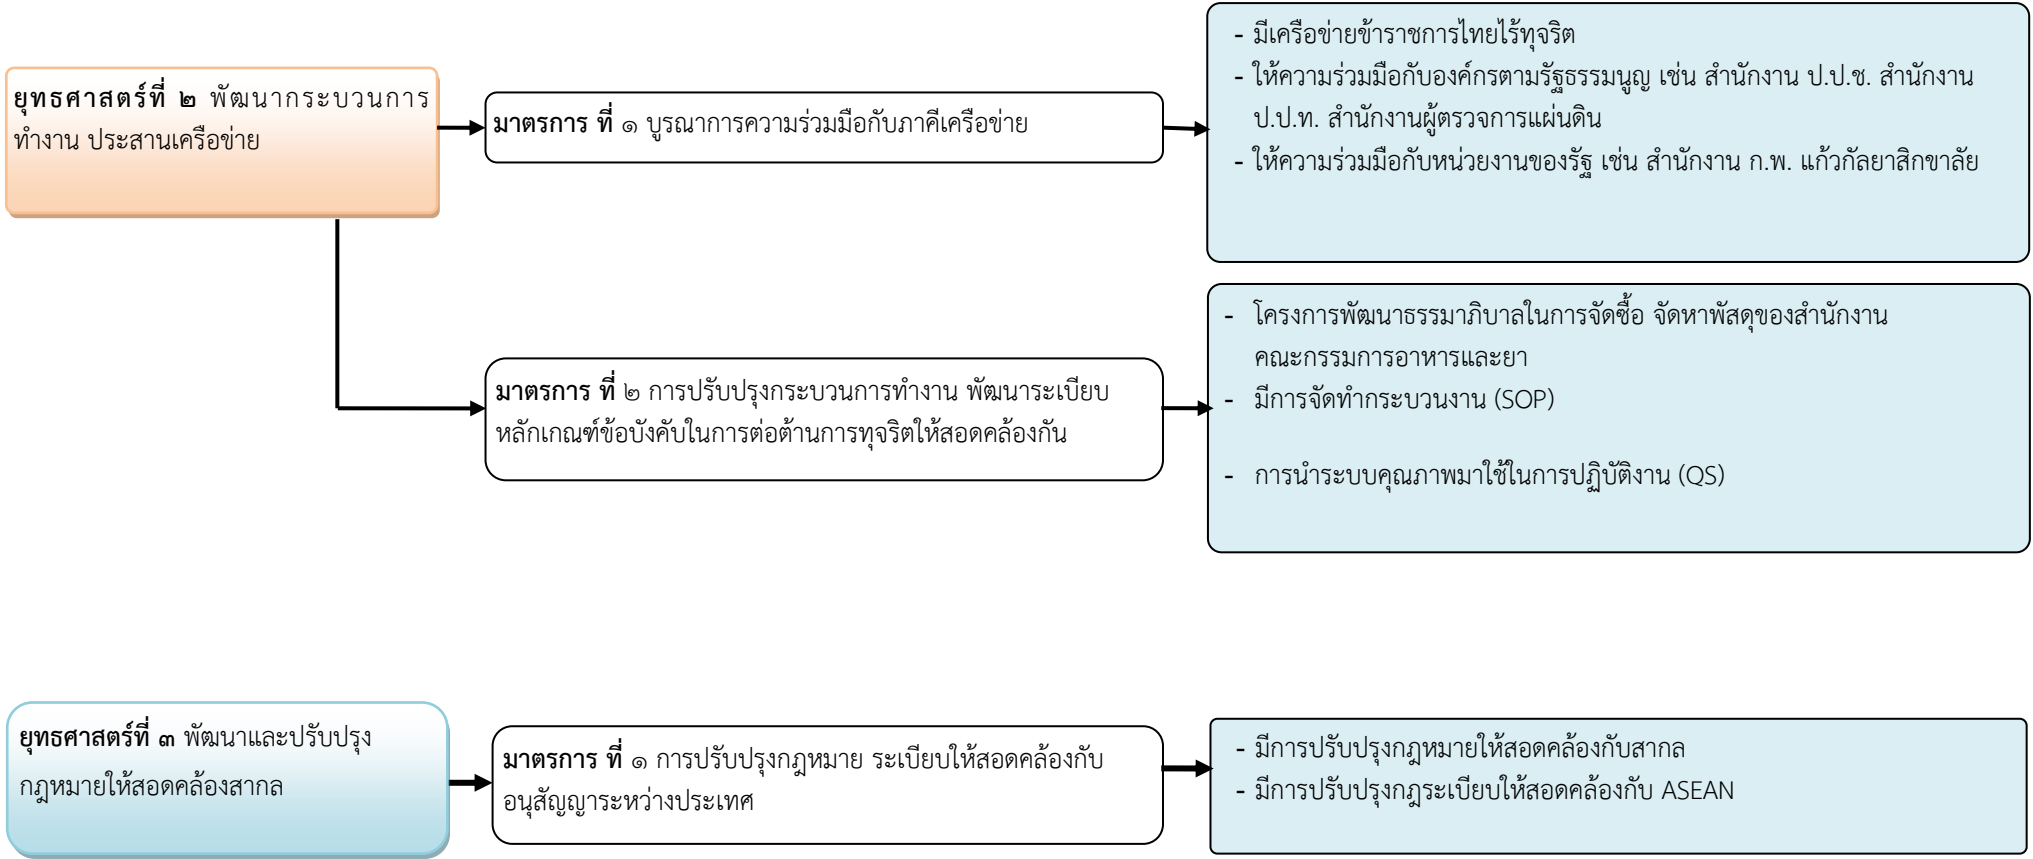 ยุทธศาสตร์ที่ ๒ พัฒนากระบวนการ
ทำงาน ประสานเครือข่าย
มาตรการ ที่ ๑ บูรณาการความร่วมมือกับภาคีเครือข่าย
- มีเครือข่ายข้าราชการไทยไร้ทุจริต
- ให้ความร่วมมือกับองค์กรตามรัฐธรรมนูญ เช่น สำนักงาน ป.ป.ช. สำนักงาน
ป.ป.ท. สำนักงานผู้ตรวจการแผ่นดิน
- ให้ความร่วมมือกับหน่วยงานของรัฐ เช่น สำนักงาน ก.พ. แก้วกัลยาสิกขาลัย
มาตรการ ที่ ๒ การปรับปรุงกระบวนการทำงาน พัฒนาระเบียบ
หลักเกณฑ์ข้อบังคับในการต่อต้านการทุจริตให้สอดคล้องกัน
- โครงการพัฒนาธรรมาภิบาลในการจัดซื้อ จัดหาพัสดุของสำนักงาน
คณะกรรมการอาหารและยา
- มีการจัดทำกระบวนงาน (SOP)
- การนำระบบคุณภาพมาใช้ในการปฏิบัติงาน (QS)
ยุทธศาสตร์ที่ ๓ พัฒนาและปรับปรุง
กฎหมายให้สอดคล้องสากล
มาตรการ ที่ ๑ การปรับปรุงกฎหมาย ระเบียบให้สอดคล้องกับ
อนุสัญญาระหว่างประเทศ
- มีการปรับปรุงกฎหมายให้สอดคล้องกับสากล
- มีการปรับปรุงกฎระเบียบให้สอดคล้องกับ ASEAN